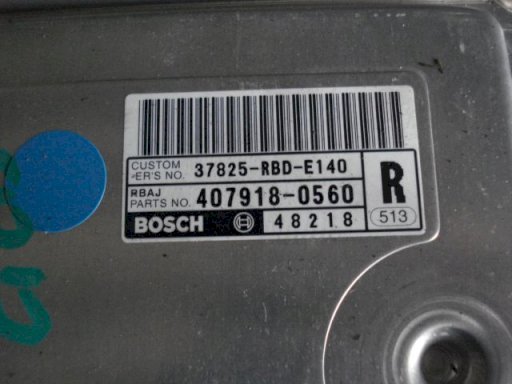 CUSTOM
-ER'S NO. 37825-RBD-E140
RBAJ
PARTS NO. 407918-0560
R
BOSCH 48218 513